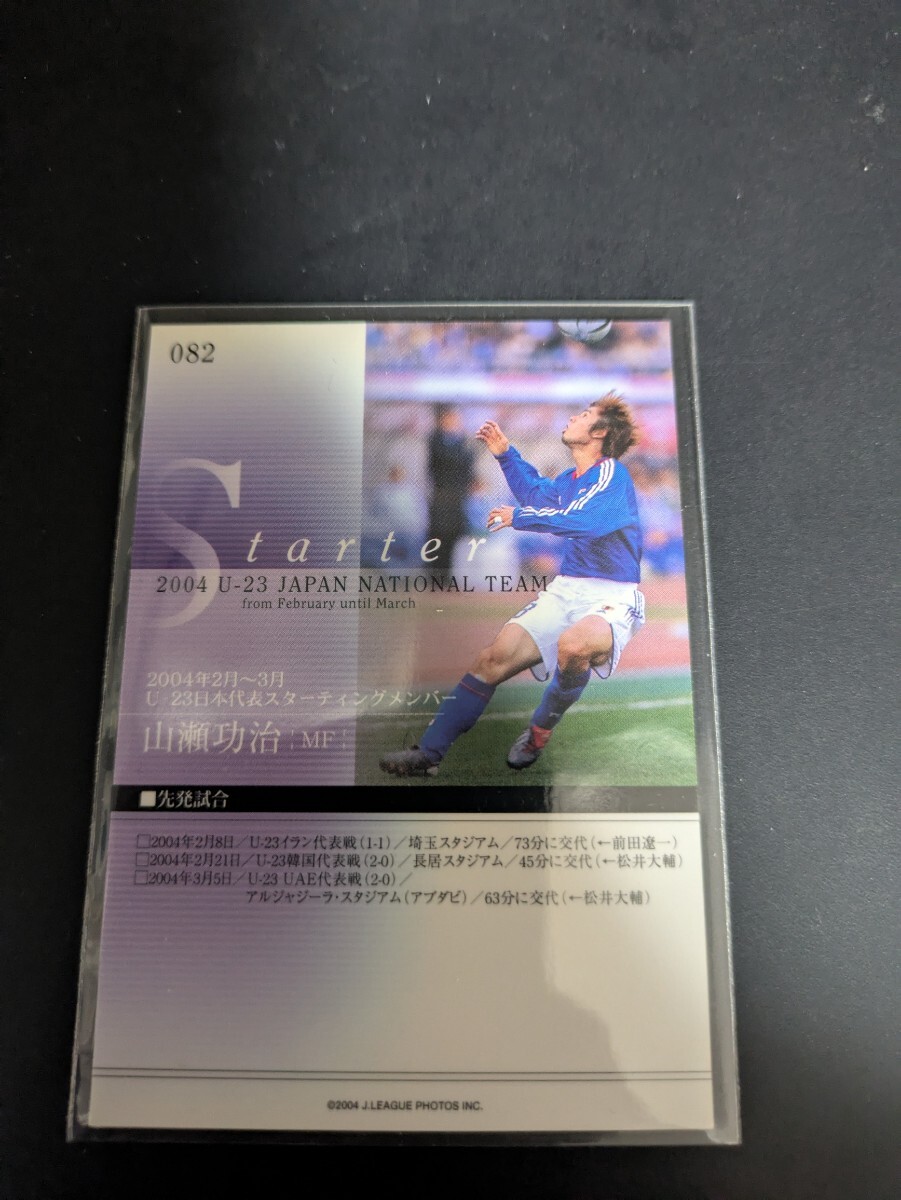 082
Starter
2004 U-23 JAPAN NATIONAL TEAM
from February until March
2004年2月〜3月
U-23日本代表スターティングメンバー
山瀬功治 MF
■先発試合
□2004年2月8日／U-23イラン代表戦(1-1)／埼玉スタジアム／73分に交代(←前田遼一)
□2004年2月21日／U-23韓国代表戦(2-0)／長居スタジアム／45分に交代(←松井大輔)
□2004年3月5日／U-23 UAE代表戦(2-0)／
アルジャジーラ・スタジアム(アブダビ)／63分に交代(←松井大輔)
©2004 J.LEAGUE PHOTOS INC.